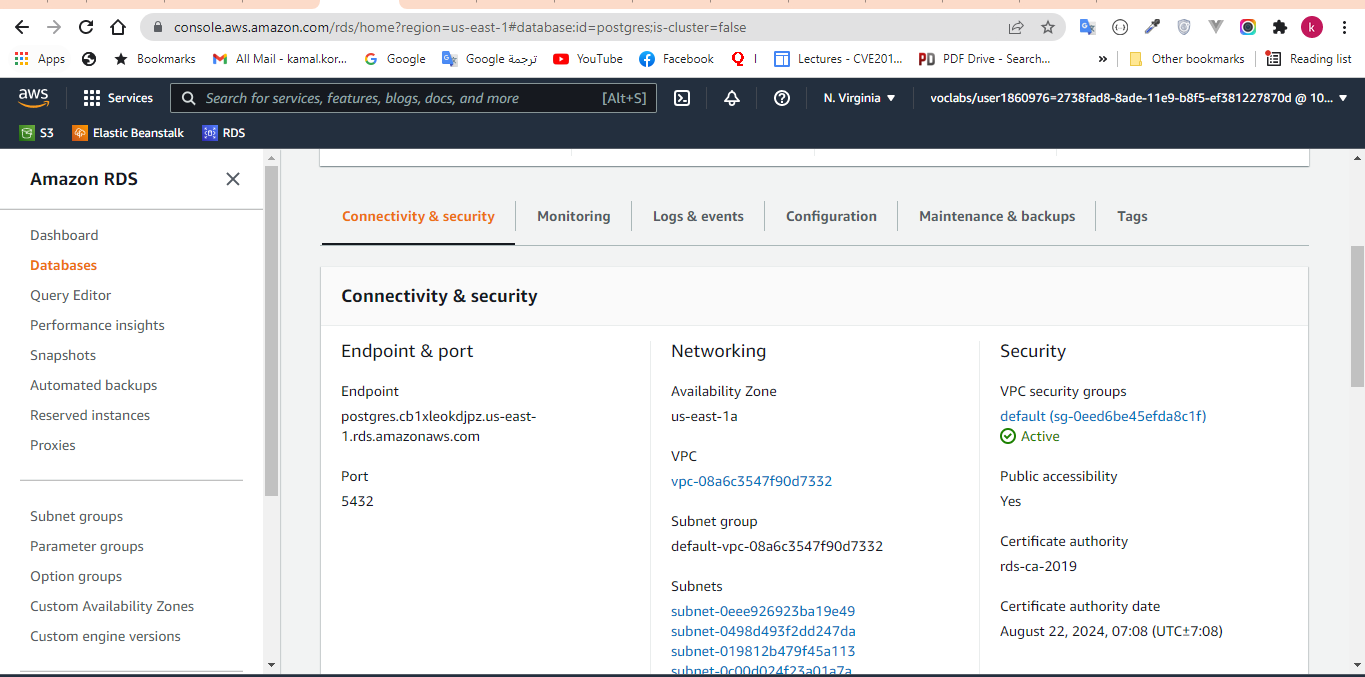 console.aws.amazon.com/rds/home?region=us-east-1#database:id=postgres;is-cluster=false
k
Apps
Bookmarks
All Mail - kamal.kor...
Google
Google ترجمة
YouTube
Facebook
Lectures - CVE201...
PDF Drive - Search...
»
Other bookmarks
Reading list
aws
Services
Search for services, features, blogs, docs, and more
[Alt+S]
N. Virginia
voclabs/user1860976=2738fad8-8ade-11e9-b8f5-ef381227870d @ 10...
S3
Elastic Beanstalk
RDS
Amazon RDS
Dashboard
Databases
Query Editor
Performance insights
Snapshots
Automated backups
Reserved instances
Proxies
Subnet groups
Parameter groups
Option groups
Custom Availability Zones
Custom engine versions
Connectivity & security
Monitoring
Logs & events
Configuration
Maintenance & backups
Tags
Connectivity & security
Endpoint & port
Endpoint
postgres.cb1xleokdjpz.us-east-
1.rds.amazonaws.com
Port
5432
Networking
Availability Zone
us-east-1a
VPC
vpc-08a6c3547f90d7332
Subnet group
default-vpc-08a6c3547f90d7332
Subnets
subnet-0eee926923ba19e49
subnet-0498d493f2dd247da
subnet-019812b479f45a113
subnet-0c00d024f23a01a7a
Security
VPC security groups
default (sg-0eed6be45efda8c1f)
Active
Public accessibility
Yes
Certificate authority
rds-ca-2019
Certificate authority date
August 22, 2024, 07:08 (UTC±7:08)